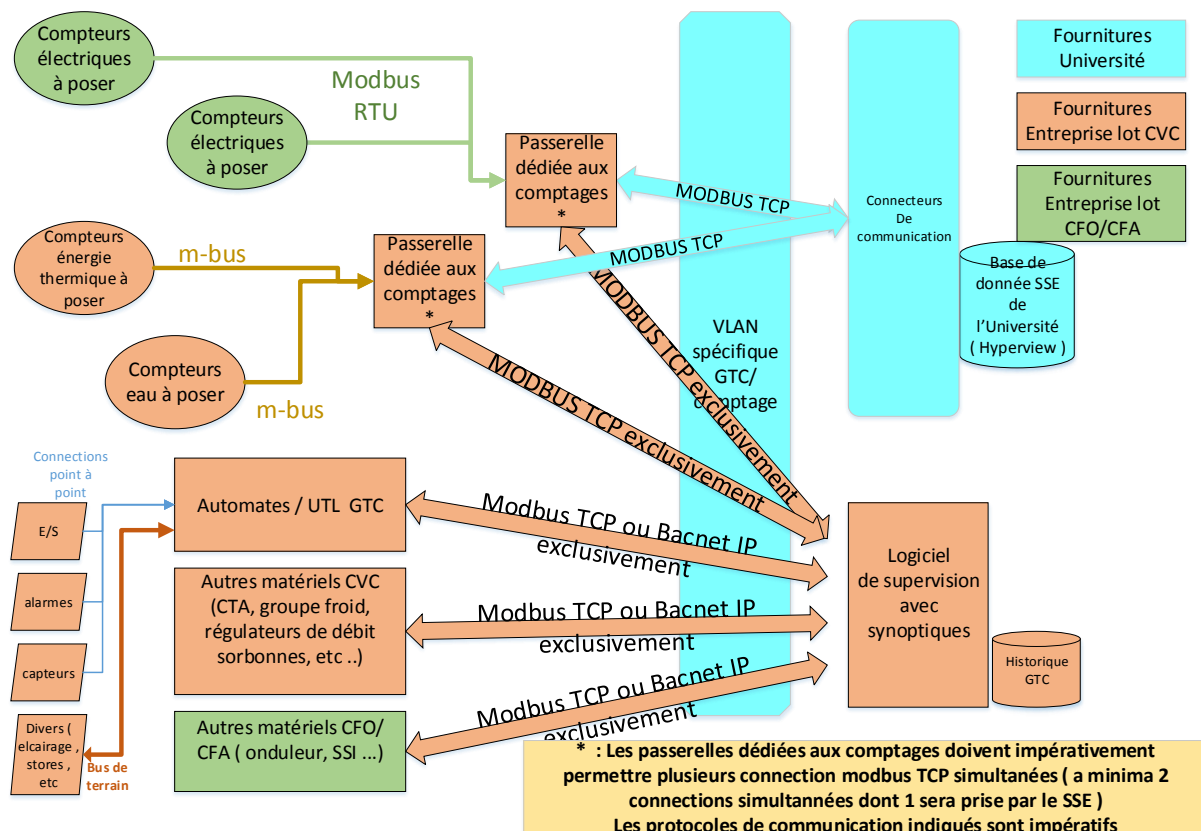 Compteurs
électriques
à poser
Modbus
RTU
Compteurs
électriques
à poser
Passerelle
dédiée aux
comptages
*
MODBUS TCP
Compteurs
énergie
thermique à
poser
m-bus
Passerelle
dédiée aux
comptages
*
MODBUS TCP
Compteurs
eau à poser
m-bus
MODBUS TCP exclusivement
MODBUS TCP exclusivement
VLAN
spécifique
GTC/
comptage
Connecteurs
De
communication
Fournitures
Université
Fournitures
Entreprise lot CVC
Fournitures
Entreprise lot
CFO/CFA
Base de
donnée SSE
de
l'Université
( Hyperview )
Connections
point à
point
E/S
alarmes
capteurs
Divers (
elcairage ,
stores ,
etc
Bus de
terrain
Automates / UTL GTC
Modbus TCP ou Bacnet IP
exclusivement
Autres matériels CVC
(CTA, groupe froid,
régulateurs de débit
sorbonnes, etc ..)
Modbus TCP ou Bacnet IP
exclusivement
Autres matériels CFO/
CFA ( onduleur, SSI ...)
Modbus TCP ou Bacnet IP
exclusivement
Logiciel
de supervision
avec
synoptiques
Historique
GTC
* : Les passerelles dédiées aux comptages doivent impérativement
permettre plusieurs connection modbus TCP simultanées ( a minima 2
connections simultannées dont 1 sera prise par le SSE )
Les protocoles de communication indiqués sont impératifs